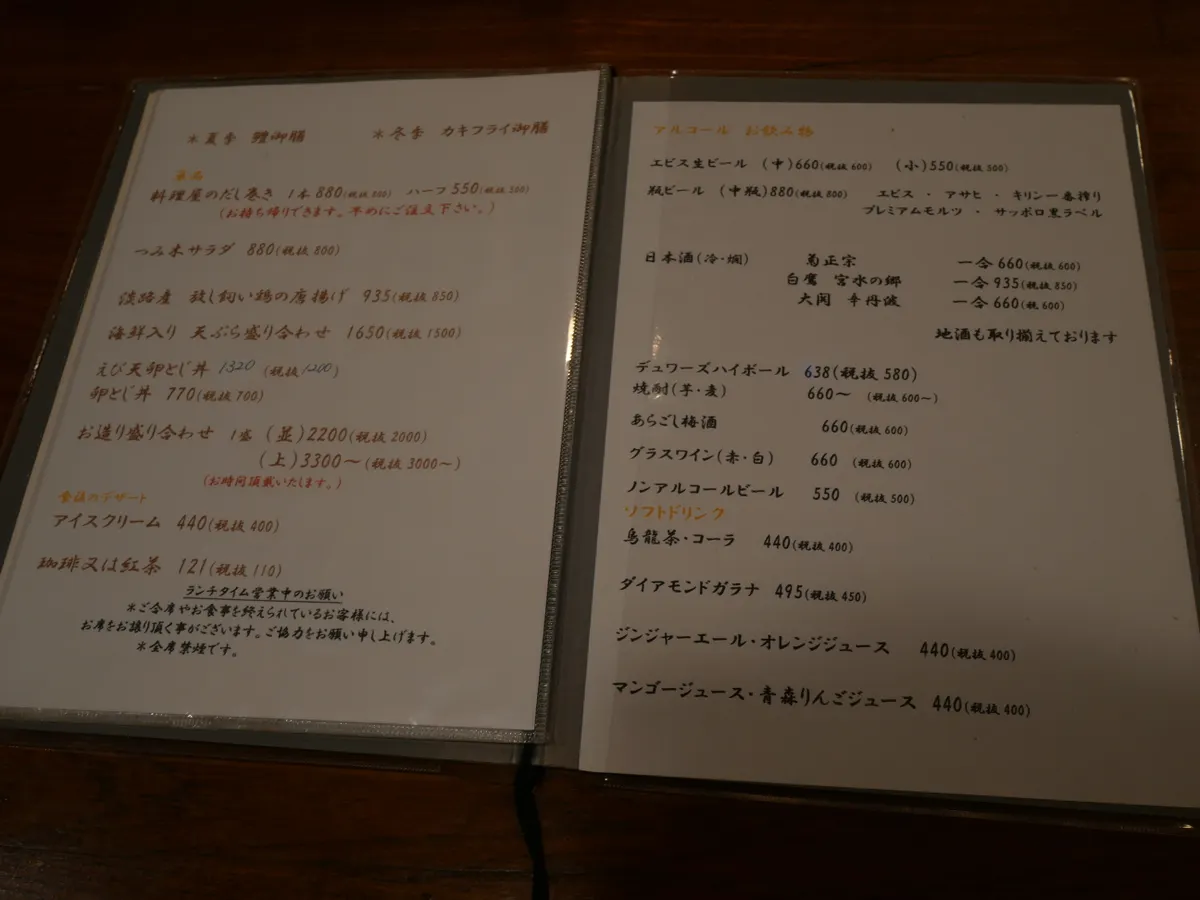 *夏季 鱧御膳 *冬季 カキフライ御膳
単品
料理屋のだし巻き 1本 880(税抜 800) ハーフ 550(税抜 500)
(お持ち帰りできます。早めにご注文下さい。)
つみ木サラダ 880(税抜 800)
淡路産 放し飼い鶏の唐揚げ 935(税抜 850)
海鮮入り 天ぷら盛り合わせ 1650(税抜 1500)
えび天卵とじ丼 1320 (税抜1200)
卵とじ丼 770(税抜 700)
お造り盛り合わせ 1盛 (並)2200(税抜 2000)
(上)3300~(税抜 3000~)
(お時間頂戴いたします。)
食後のデザート
アイスクリーム 440(税抜 400)
珈琲又は紅茶 121(税抜 110)
ランチタイム営業中のお願い
*ご会席やお食事を終えられているお客様には、
お席をお譲り頂く事がございます。ご協力をお願い申し上げます。
*全席禁煙です。
アルコール お飲み物
エビス生ビール (中)660(税抜 600) (小)550(税抜 500)
瓶ビール (中瓶)880(税抜 800) エビス・アサヒ・キリン一番搾り
プレミアムモルツ・サッポロ黒ラベル
日本酒(冷・燗) 菊正宗 一合 660(税抜 600)
白鷹 宮水の郷 一合 935(税抜 850)
大関 辛丹波 一合 660(税抜 600)
地酒も取り揃えております
デュワーズハイボール 638(税抜 580)
焼酎(芋・麦) 660~ (税抜 600~)
あらごし梅酒 660(税抜 600)
グラスワイン(赤・白) 660 (税抜 600)
ノンアルコールビール 550 (税抜 500)
ソフトドリンク
烏龍茶・コーラ 440(税抜 400)
ダイアモンドガラナ 495(税抜 450)
ジンジャーエール・オレンジジュース 440(税抜 400)
マンゴージュース・青森りんごジュース 440(税抜 400)